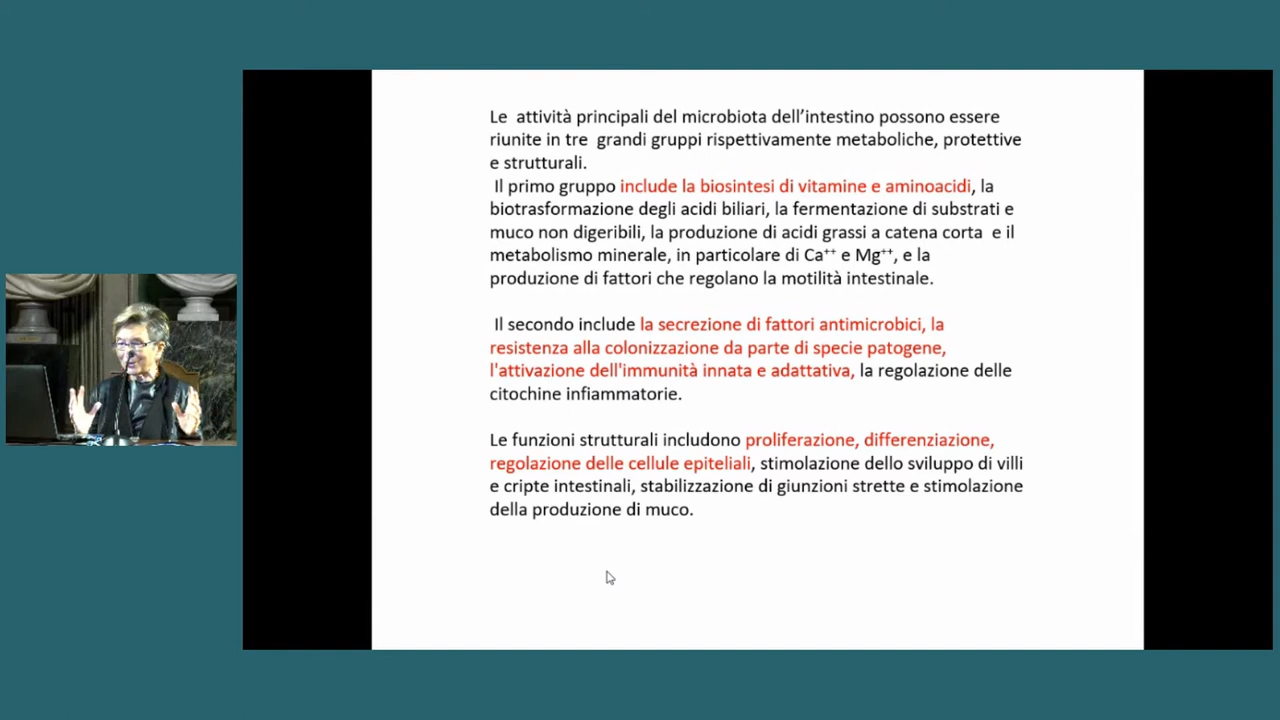 Le attività principali del microbiota dell’intestino possono essere
riunite in tre grandi gruppi rispettivamente metaboliche, protettive
e strutturali.
Il primo gruppo include la biosintesi di vitamine e aminoacidi, la
biotrasformazione degli acidi biliari, la fermentazione di substrati e
muco non digeribili, la produzione di acidi grassi a catena corta e il
metabolismo minerale, in particolare di Ca⁺⁺ e Mg⁺⁺, e la
produzione di fattori che regolano la motilità intestinale.
Il secondo include la secrezione di fattori antimicrobici, la
resistenza alla colonizzazione da parte di specie patogene,
l'attivazione dell'immunità innata e adattativa, la regolazione delle
citochine infiammatorie.
Le funzioni strutturali includono proliferazione, differenziazione,
regolazione delle cellule epiteliali, stimolazione dello sviluppo di villi
e cripte intestinali, stabilizzazione di giunzioni strette e stimolazione
della produzione di muco.